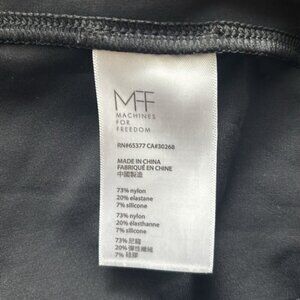 MFF
MACHINES
FOR
FREEDOM
RN#65377 CA#30268
MADE IN CHINA
FABRIQUÉ EN CHINE
中國製造
73% nylon
20% elastane
7% silicone
73% nylon
20% élasthanne
7% silicone
73% 尼龍
20% 彈性纖維
7% 硅膠